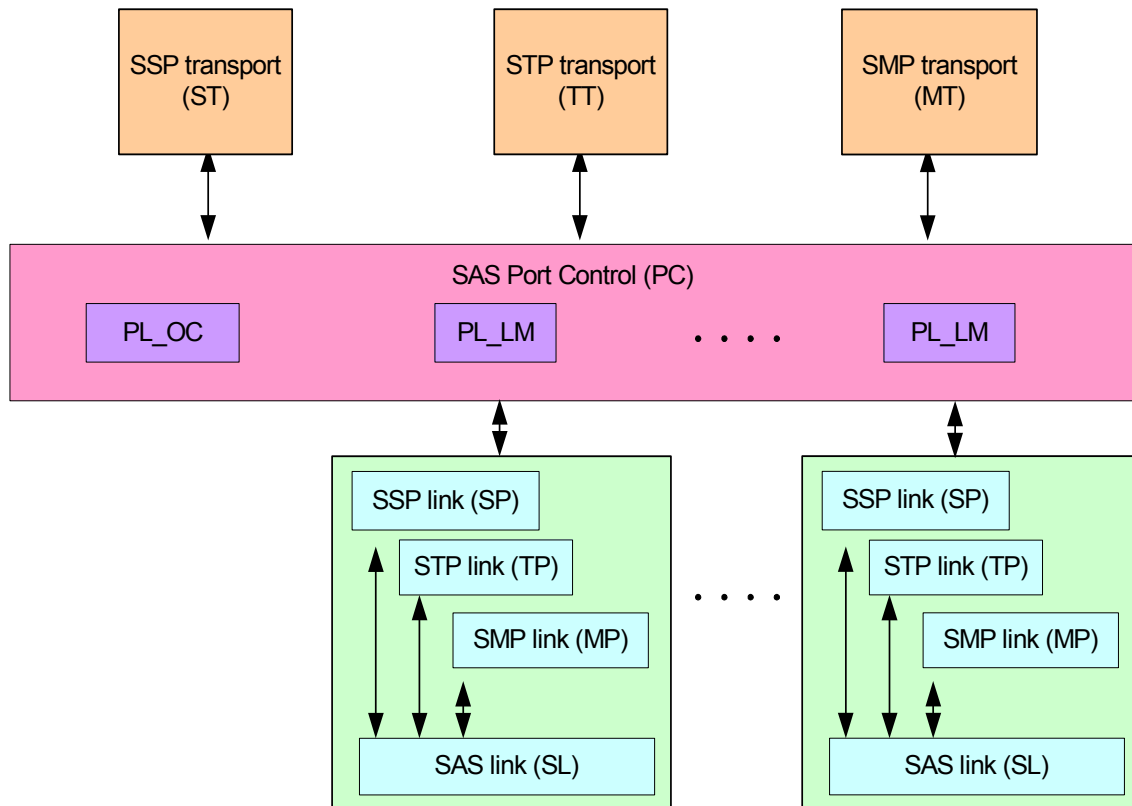 SSP transport
(ST)
STP transport
(TT)
SMP transport
(MT)
SAS Port Control (PC)
PL_OC
PL_LM
. . . .
PL_LM
SSP link (SP)
STP link (TP)
SMP link (MP)
SAS link (SL)
. . . .
SSP link (SP)
STP link (TP)
SMP link (MP)
SAS link (SL)